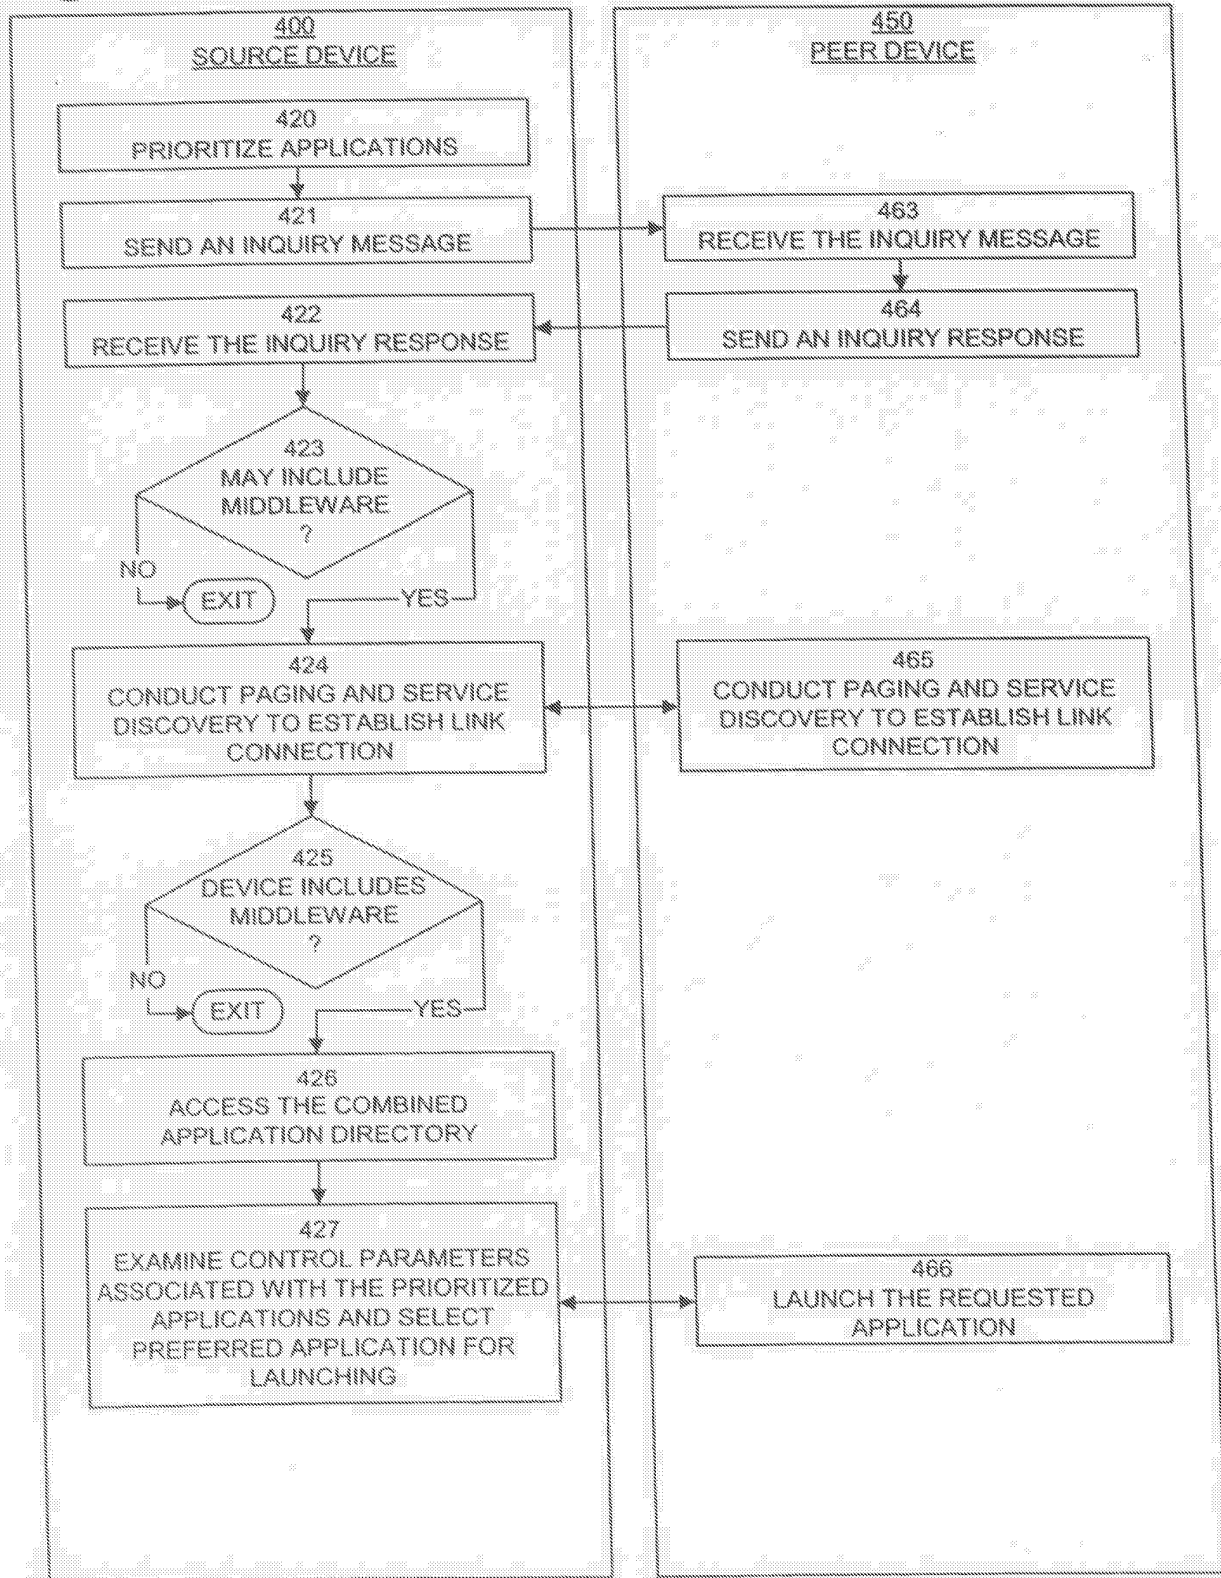 400
SOURCE DEVICE
450
PEER DEVICE
420
PRIORITIZE APPLICATIONS
421
SEND AN INQUIRY MESSAGE
463
RECEIVE THE INQUIRY MESSAGE
422
RECEIVE THE INQUIRY RESPONSE
464
SEND AN INQUIRY RESPONSE
423
MAY INCLUDE
MIDDLEWARE
?
NO
EXIT
YES
424
CONDUCT PAGING AND SERVICE
DISCOVERY TO ESTABLISH LINK
CONNECTION
465
CONDUCT PAGING AND SERVICE
DISCOVERY TO ESTABLISH LINK
CONNECTION
425
DEVICE INCLUDES
MIDDLEWARE
?
NO
EXIT
YES
426
ACCESS THE COMBINED
APPLICATION DIRECTORY
427
EXAMINE CONTROL PARAMETERS
ASSOCIATED WITH THE PRIORITIZED
APPLICATIONS AND SELECT
PREFERRED APPLICATION FOR
LAUNCHING
466
LAUNCH THE REQUESTED
APPLICATION